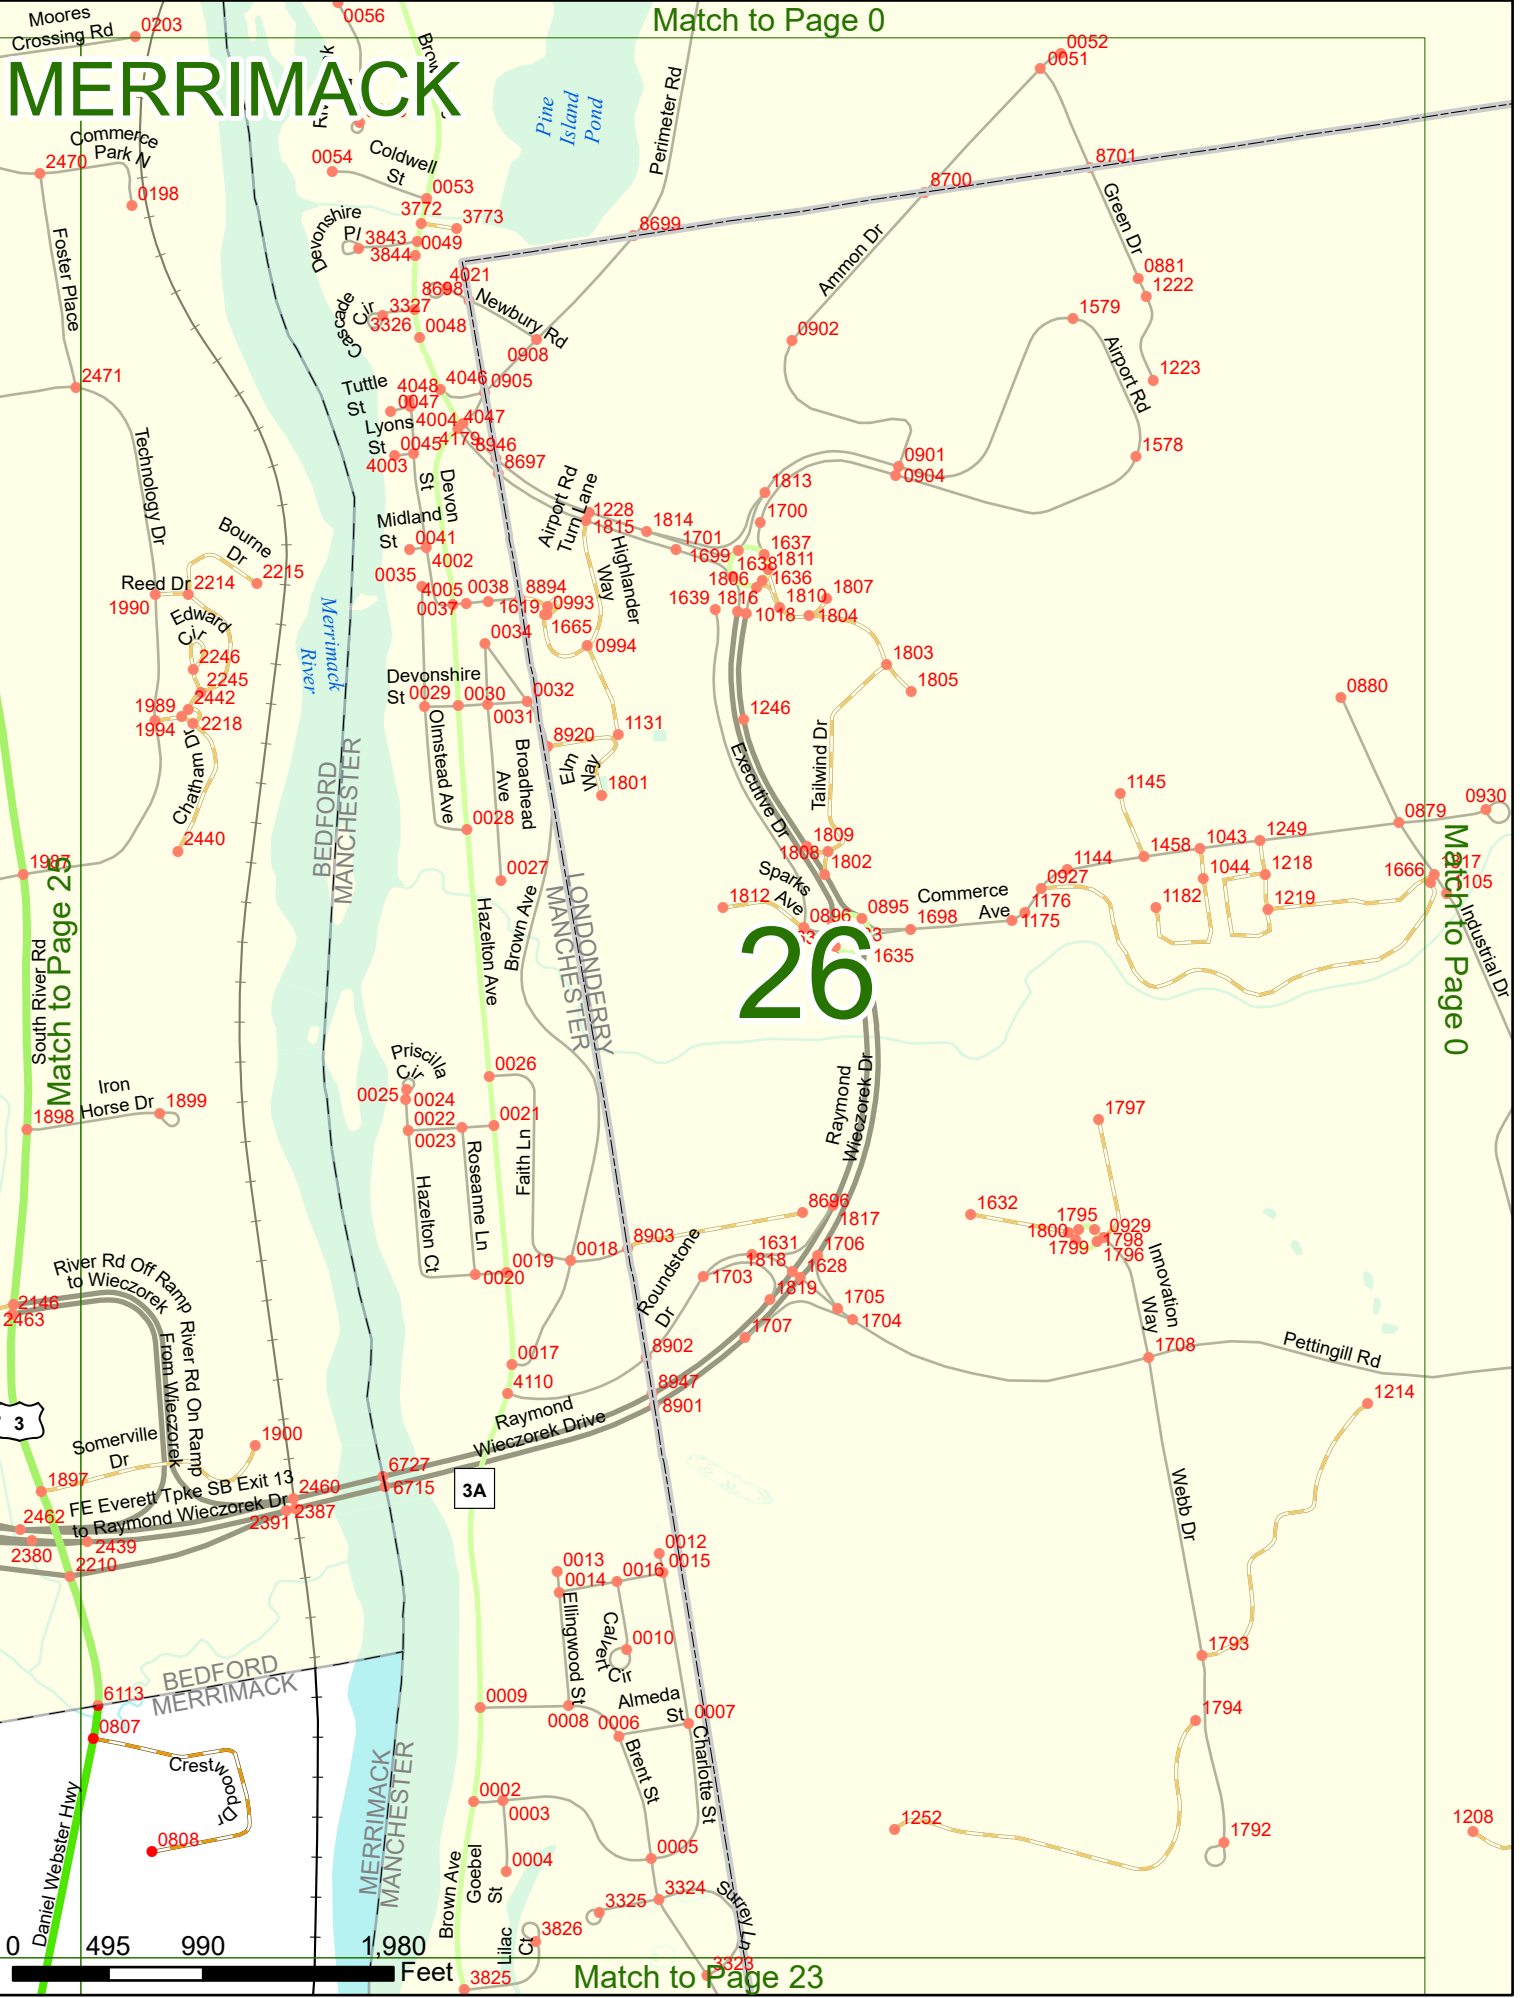 Moores
Crossing Rd
0203
0056
Match to Page 0
0052
0051
MERRIMACK
Pine
Island
Pond
Perimeter Rd
Commerce
Park N
2470
0198
0054
Coldwell
St
0053
8701
8700
3772
3773
Devonshire
Pl
3843
0049
3844
8699
Green Dr
Foster Place
Ammon Dr
4021
8698
0881
1222
Cascade
Cir
3327
3326
Newbury Rd
0048
0908
0902
1579
Airport Rd
1223
2471
Tuttle
St
4048
4046
0905
0047
Lyons
St
4004
4047
0045
4179
8946
4003
8697
0901
0904
1578
Technology Dr
St
Devon
Airport Rd
Turn Lane
1813
Midland
St
0041
4002
1228
1815
1814
1700
1701
1699
1637
1638
1811
Bourne
Dr
2215
Reed Dr
2214
1990
0035
4005
0038
0037
8894
1619
0993
1665
Highlander
Way
1806
1636
1807
1639
1816
1018
1810
1804
Edward
Cir
Merrimack
River
2246
2245
2442
1989
1994
2218
0034
0994
1803
1805
Devonshire
St
0029
0030
0032
0031
0880
Chatham Dr
Olmstead Ave
Broadhead
Ave
8920
1131
Elm
Way
1801
1246
Executive Dr
Tailwind Dr
BEDFORD
MANCHESTER
1145
0930
0028
0879
2440
1809
1808
1802
1458
1043
1249
1987
0027
Sparks
Ave
1144
0927
1044
1218
1666
1105
Match to Page 25
Match to Page 0
Hazelton Ave
Brown Ave
LONDONDERRY
MANCHESTER
1812
0896
0895
Commerce
Ave
1176
1175
1182
1219
1698
26
1635
Industrial Dr
South River Rd
Priscilla
Cir
0026
0025
0024
0022
0021
0023
Iron
Horse Dr
1899
1898
Raymond
Wieczorek Dr
1797
Hazelton Ct
Roseanne Ln
Faith Ln
8696
1817
1632
1795
0929
1800
1798
1799
1796
0018
8903
0019
0020
Roundstone
Dr
1631
1706
1818
1628
1703
1819
1705
1704
Innovation
Way
River Rd Off Ramp
to Wieczorek
2146
2463
River Rd On Ramp
From Wieczorek
1707
0017
8902
4110
8947
8901
1708
Pettingill Rd
1214
Raymond
Wieczorek Drive
3
Somerville
Dr
1900
1897
6727
6715
3A
FE Everett Tpke SB Exit 13
to Raymond Wieczorek Dr
2460
2387
2391
2462
2439
2380
2210
Webb Dr
0012
0013
0015
0014
0016
Ellingwood St
Calvert
Cir
0010
1793
BEDFORD
MERRIMACK
6113
0807
0009
0008
Almeda
St
0007
0006
1794
Crestwood
Dr
MERRIMACK
MANCHESTER
Brent St
Charlotte St
0002
0003
0808
Daniel Webster Hwy
1252
1792
1208
0005
0004
Brown Ave
Goebel
St
3324
3325
Surrey Ln
3826
Lilac
Ct
0
495
990
1,980
Feet
3825
3323
Match to Page 23